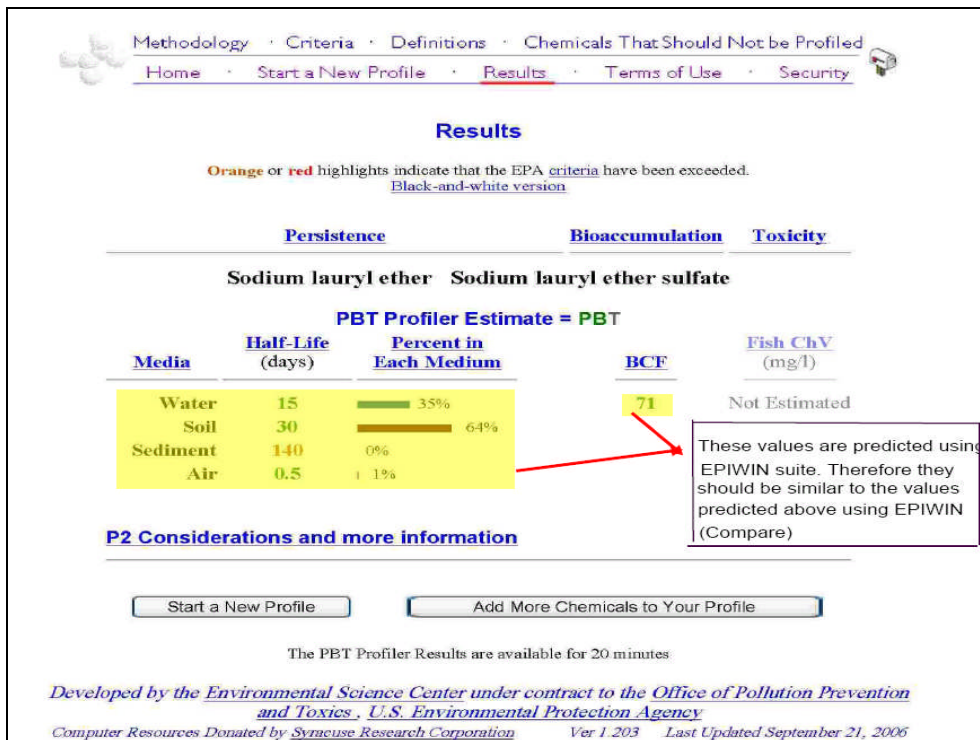 Methodology · Criteria · Definitions · Chemicals That Should Not be Profiled
Home · Start a New Profile · Results · Terms of Use · Security
Results
Orange or red highlights indicate that the EPA criteria have been exceeded.
Black-and-white version
Persistence Bioaccumulation Toxicity
Sodium lauryl ether Sodium lauryl ether sulfate
PBT Profiler Estimate = PBT
Half-Life Percent in Fish ChV
Media (days) Each Medium BCF (mg/l)
Water 15 35% 71 Not Estimated
Soil 30 64%
Sediment 140 0%
Air 0.5 1%
These values are predicted using
EPIWIN suite. Therefore they
should be similar to the values
predicted above using EPIWIN
(Compare)
P2 Considerations and more information
Start a New Profile Add More Chemicals to Your Profile
The PBT Profiler Results are available for 20 minutes
Developed by the Environmental Science Center under contract to the Office of Pollution Prevention
and Toxics , U.S. Environmental Protection Agency
Computer Resources Donated by Syracuse Research Corporation Ver 1.203 Last Updated September 21, 2006